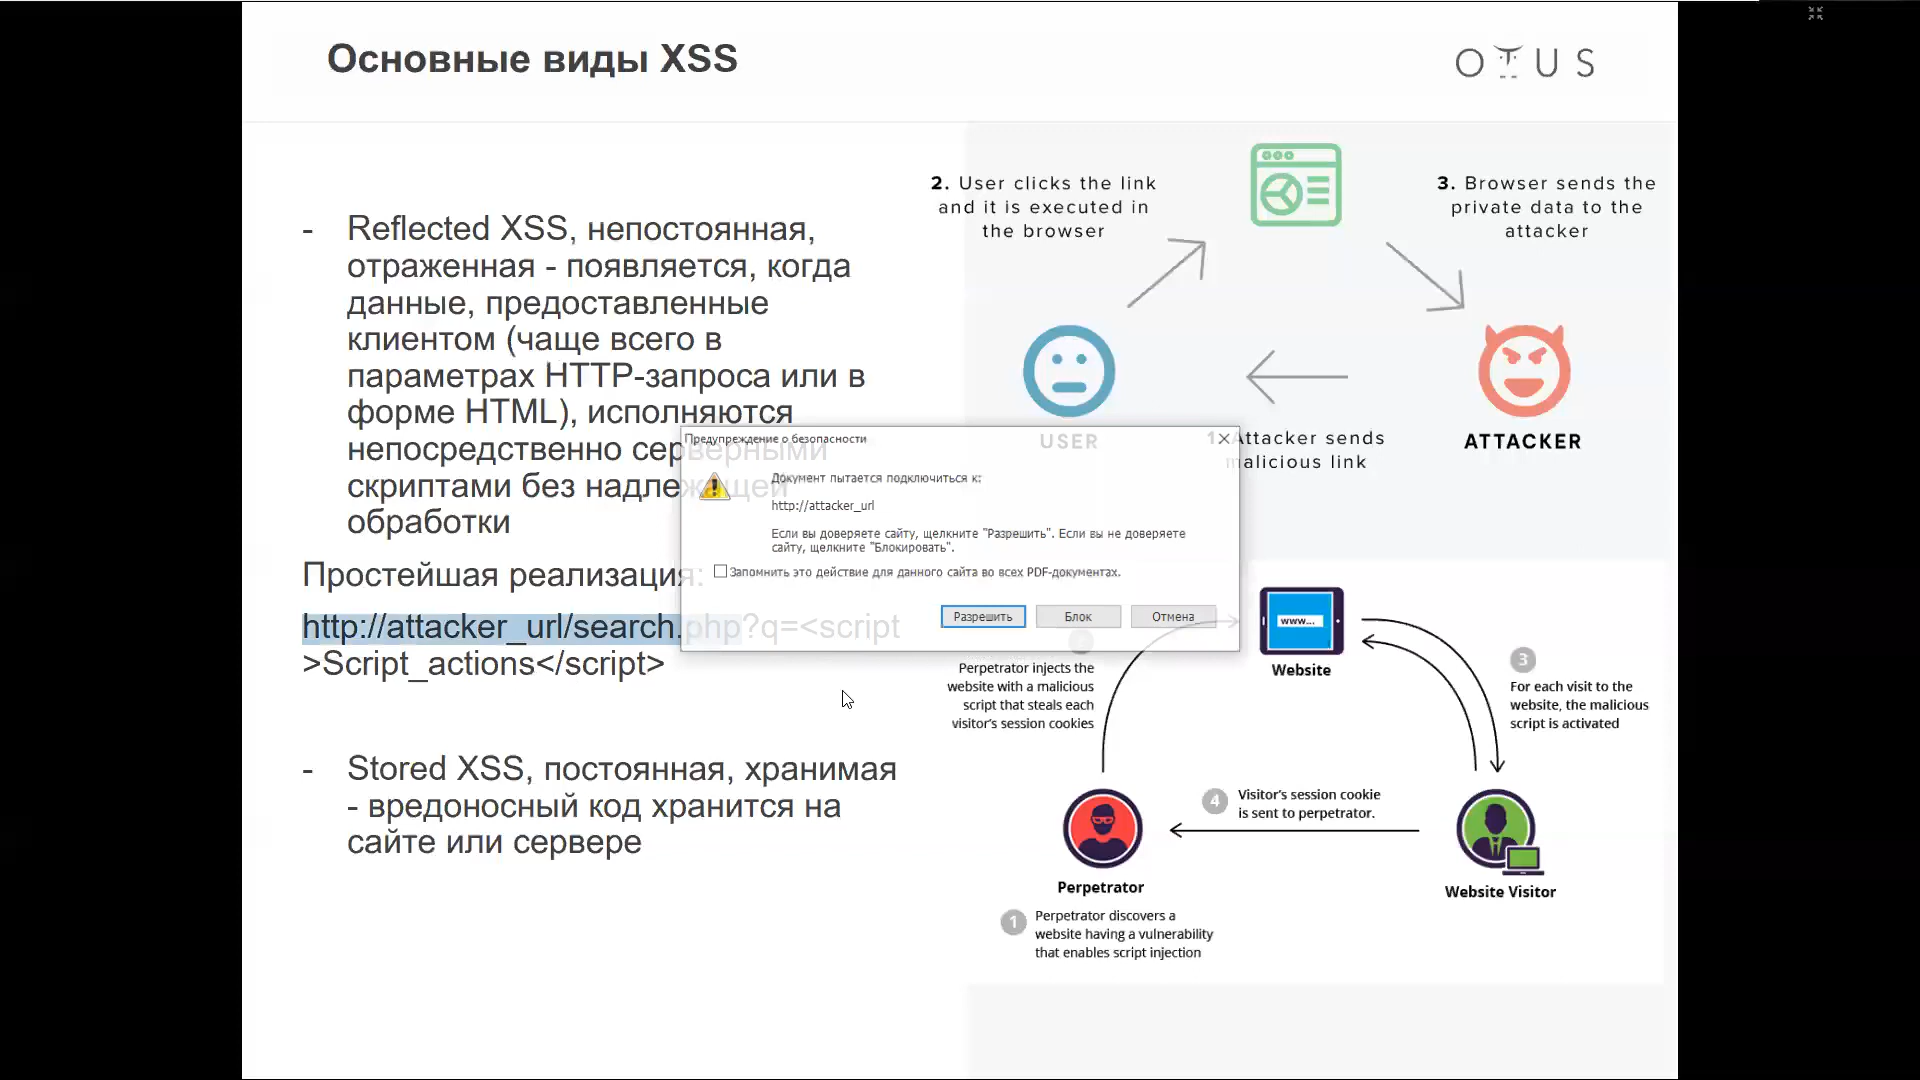 Основные виды XSS
OTUS
- Reflected XSS, непостоянная,
отраженная - появляется, когда
данные, предоставленные
клиентом (чаще всего в
параметрах HTTP-запроса или в
форме HTML), исполняются
непосредственно серверными
скриптами без надлежащей
обработки
Простейшая реализация:
http://attacker_url/search.php?q=<script
>Script_actions</script>
- Stored XSS, постоянная, хранимая
- вредоносный код хранится на
сайте или сервере
2. User clicks the link
and it is executed in
the browser
3. Browser sends the
private data to the
attacker
USER
1. Attacker sends
malicious link
ATTACKER
Предупреждение о безопасности
Документ пытается подключиться к:
http://attacker_url
Если вы доверяете сайту, щелкните "Разрешить". Если вы не доверяете
сайту, щелкните "Блокировать".
Запомнить это действие для данного сайта во всех PDF-документах.
Разрешить
Блок
Отмена
www...
Website
Perpetrator injects the
website with a malicious
script that steals each
visitor's session cookies
3
For each visit to the
website, the malicious
script is activated
4
Visitor's session cookie
is sent to perpetrator.
Perpetrator
Website Visitor
1
Perpetrator discovers a
website having a vulnerability
that enables script injection